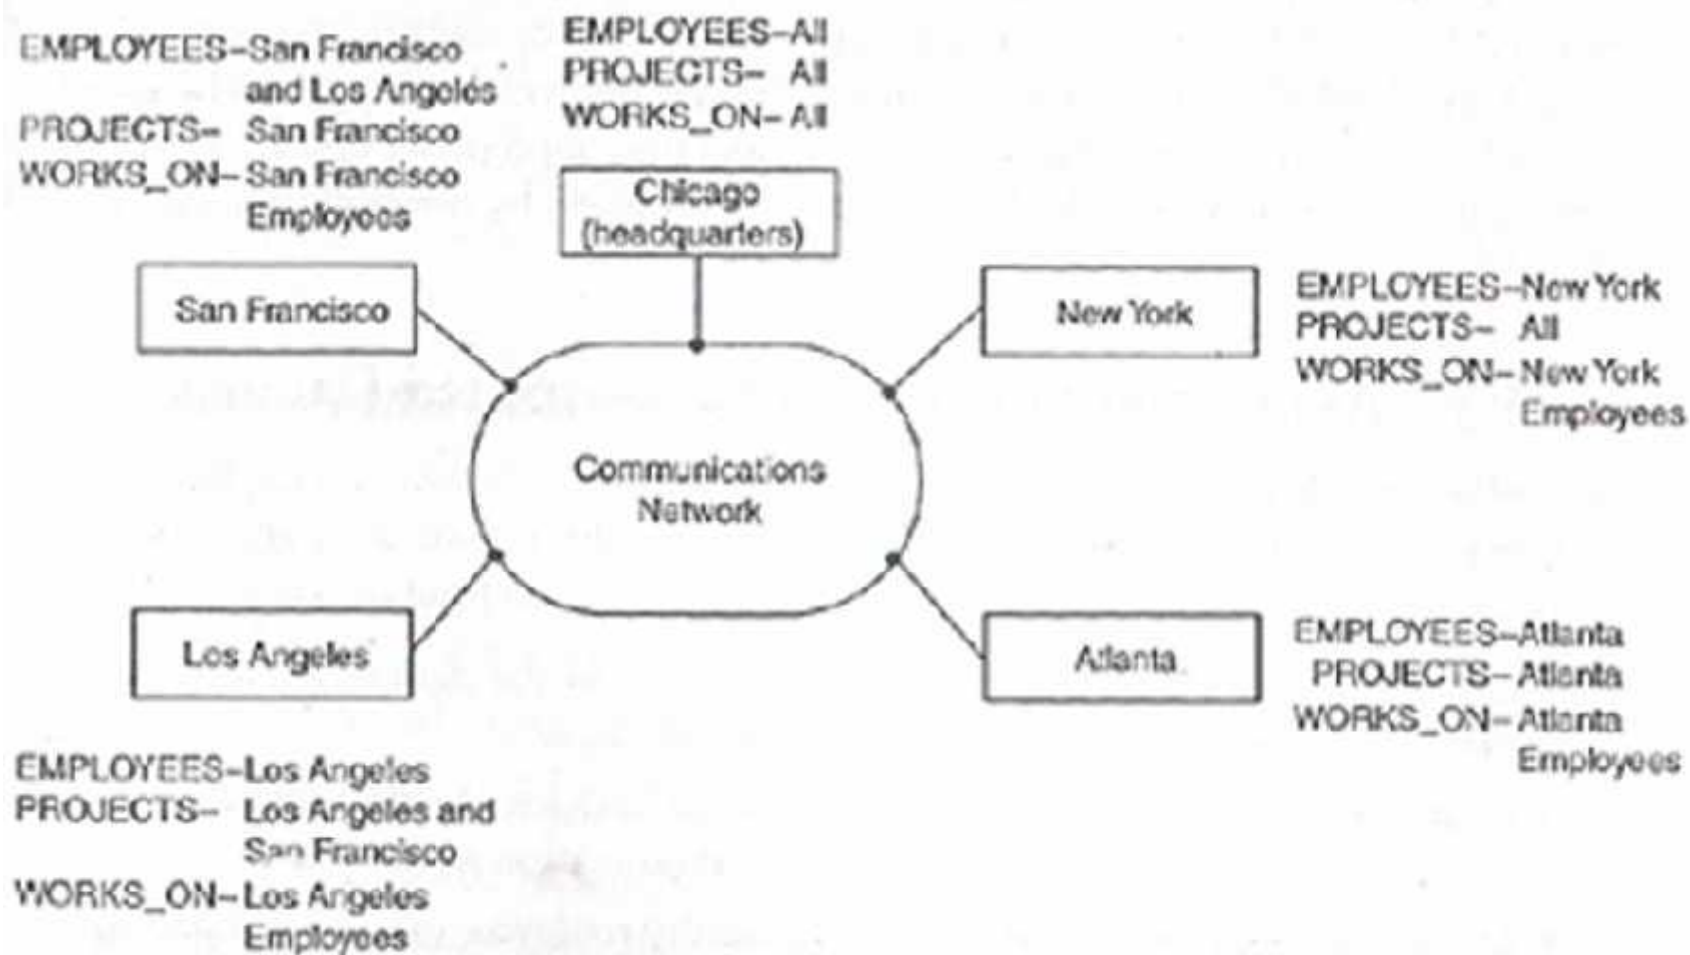 EMPLOYEES–San Francisco
and Los Angeles
PROJECTS– San Francisco
WORKS_ON–San Francisco
Employees
EMPLOYEES–All
PROJECTS– All
WORKS_ON–All
Chicago
(headquarters)
San Francisco
New York
EMPLOYEES–New York
PROJECTS– All
WORKS_ON–New York
Employees
Communications
Network
Los Angeles
Atlanta
EMPLOYEES–Atlanta
PROJECTS–Atlanta
WORKS_ON–Atlanta
Employees
EMPLOYEES–Los Angeles
PROJECTS– Los Angeles and
San Francisco
WORKS_ON–Los Angeles
Employees